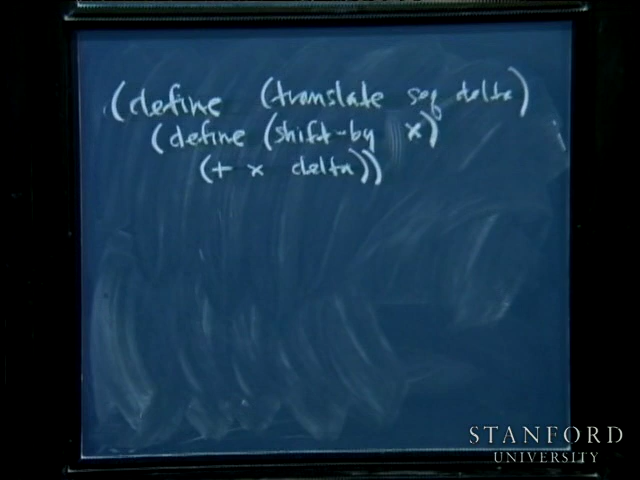 (define (translate seq delta)
(define (shift-by x)
(+ x delta))
STANFORD
UNIVERSITY